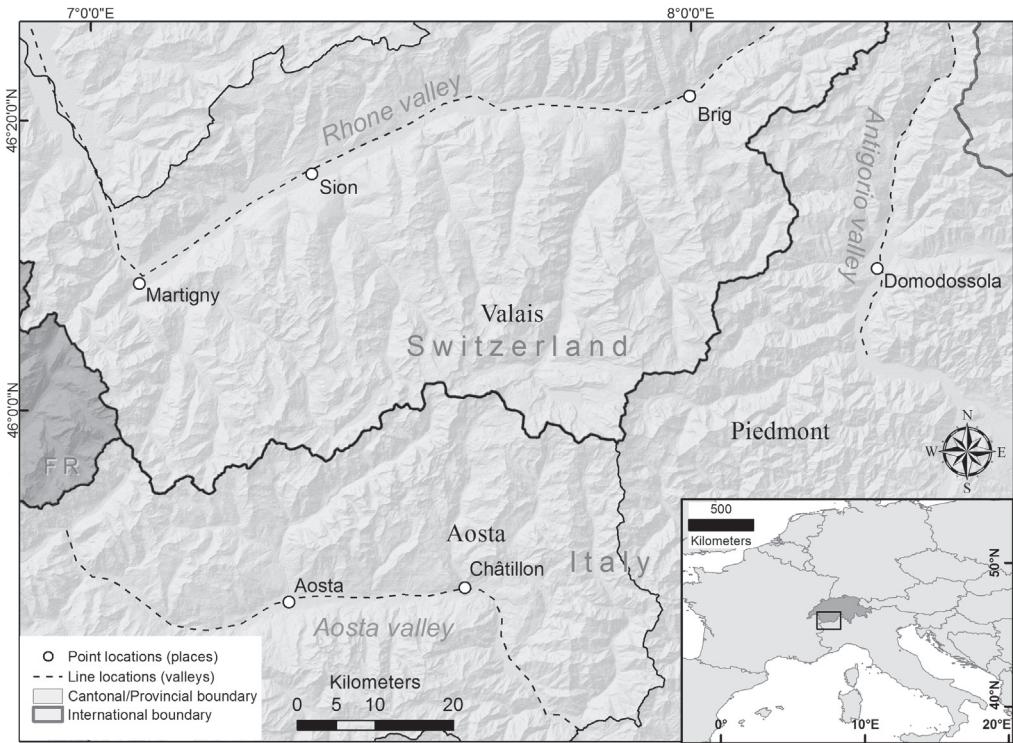 7°0'0"E
8°0'0"E
46°20'0"N
46°0'0"N
Rhone valley
Brig
Sion
Antigorio valley
Martigny
Domodossola
Valais
Switzerland
Piedmont
N
W
E
S
FR
Aosta
Italy
Châtillon
Aosta
Aosta valley
Point locations (places)
Line locations (valleys)
Cantonal/Provincial boundary
International boundary
Kilometers
0 5 10 20
500
Kilometers
50°N
40°N
0°
10°E
20°E